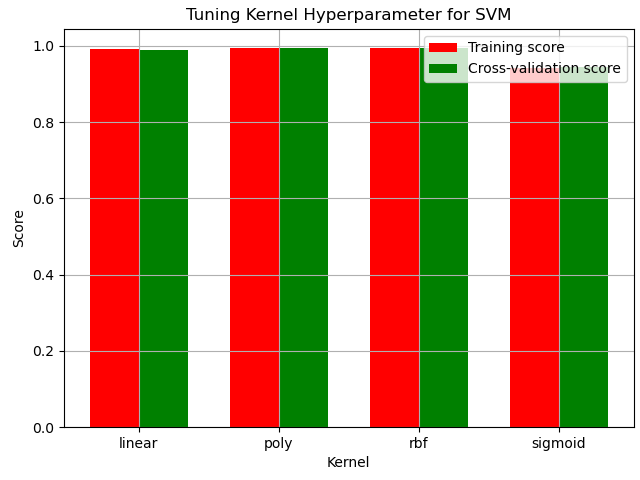 Tuning Kernel Hyperparameter for SVM
Training score
Cross-validation score
1.0
0.8
0.6
0.4
0.2
0.0
Score
linear poly rbf sigmoid
Kernel